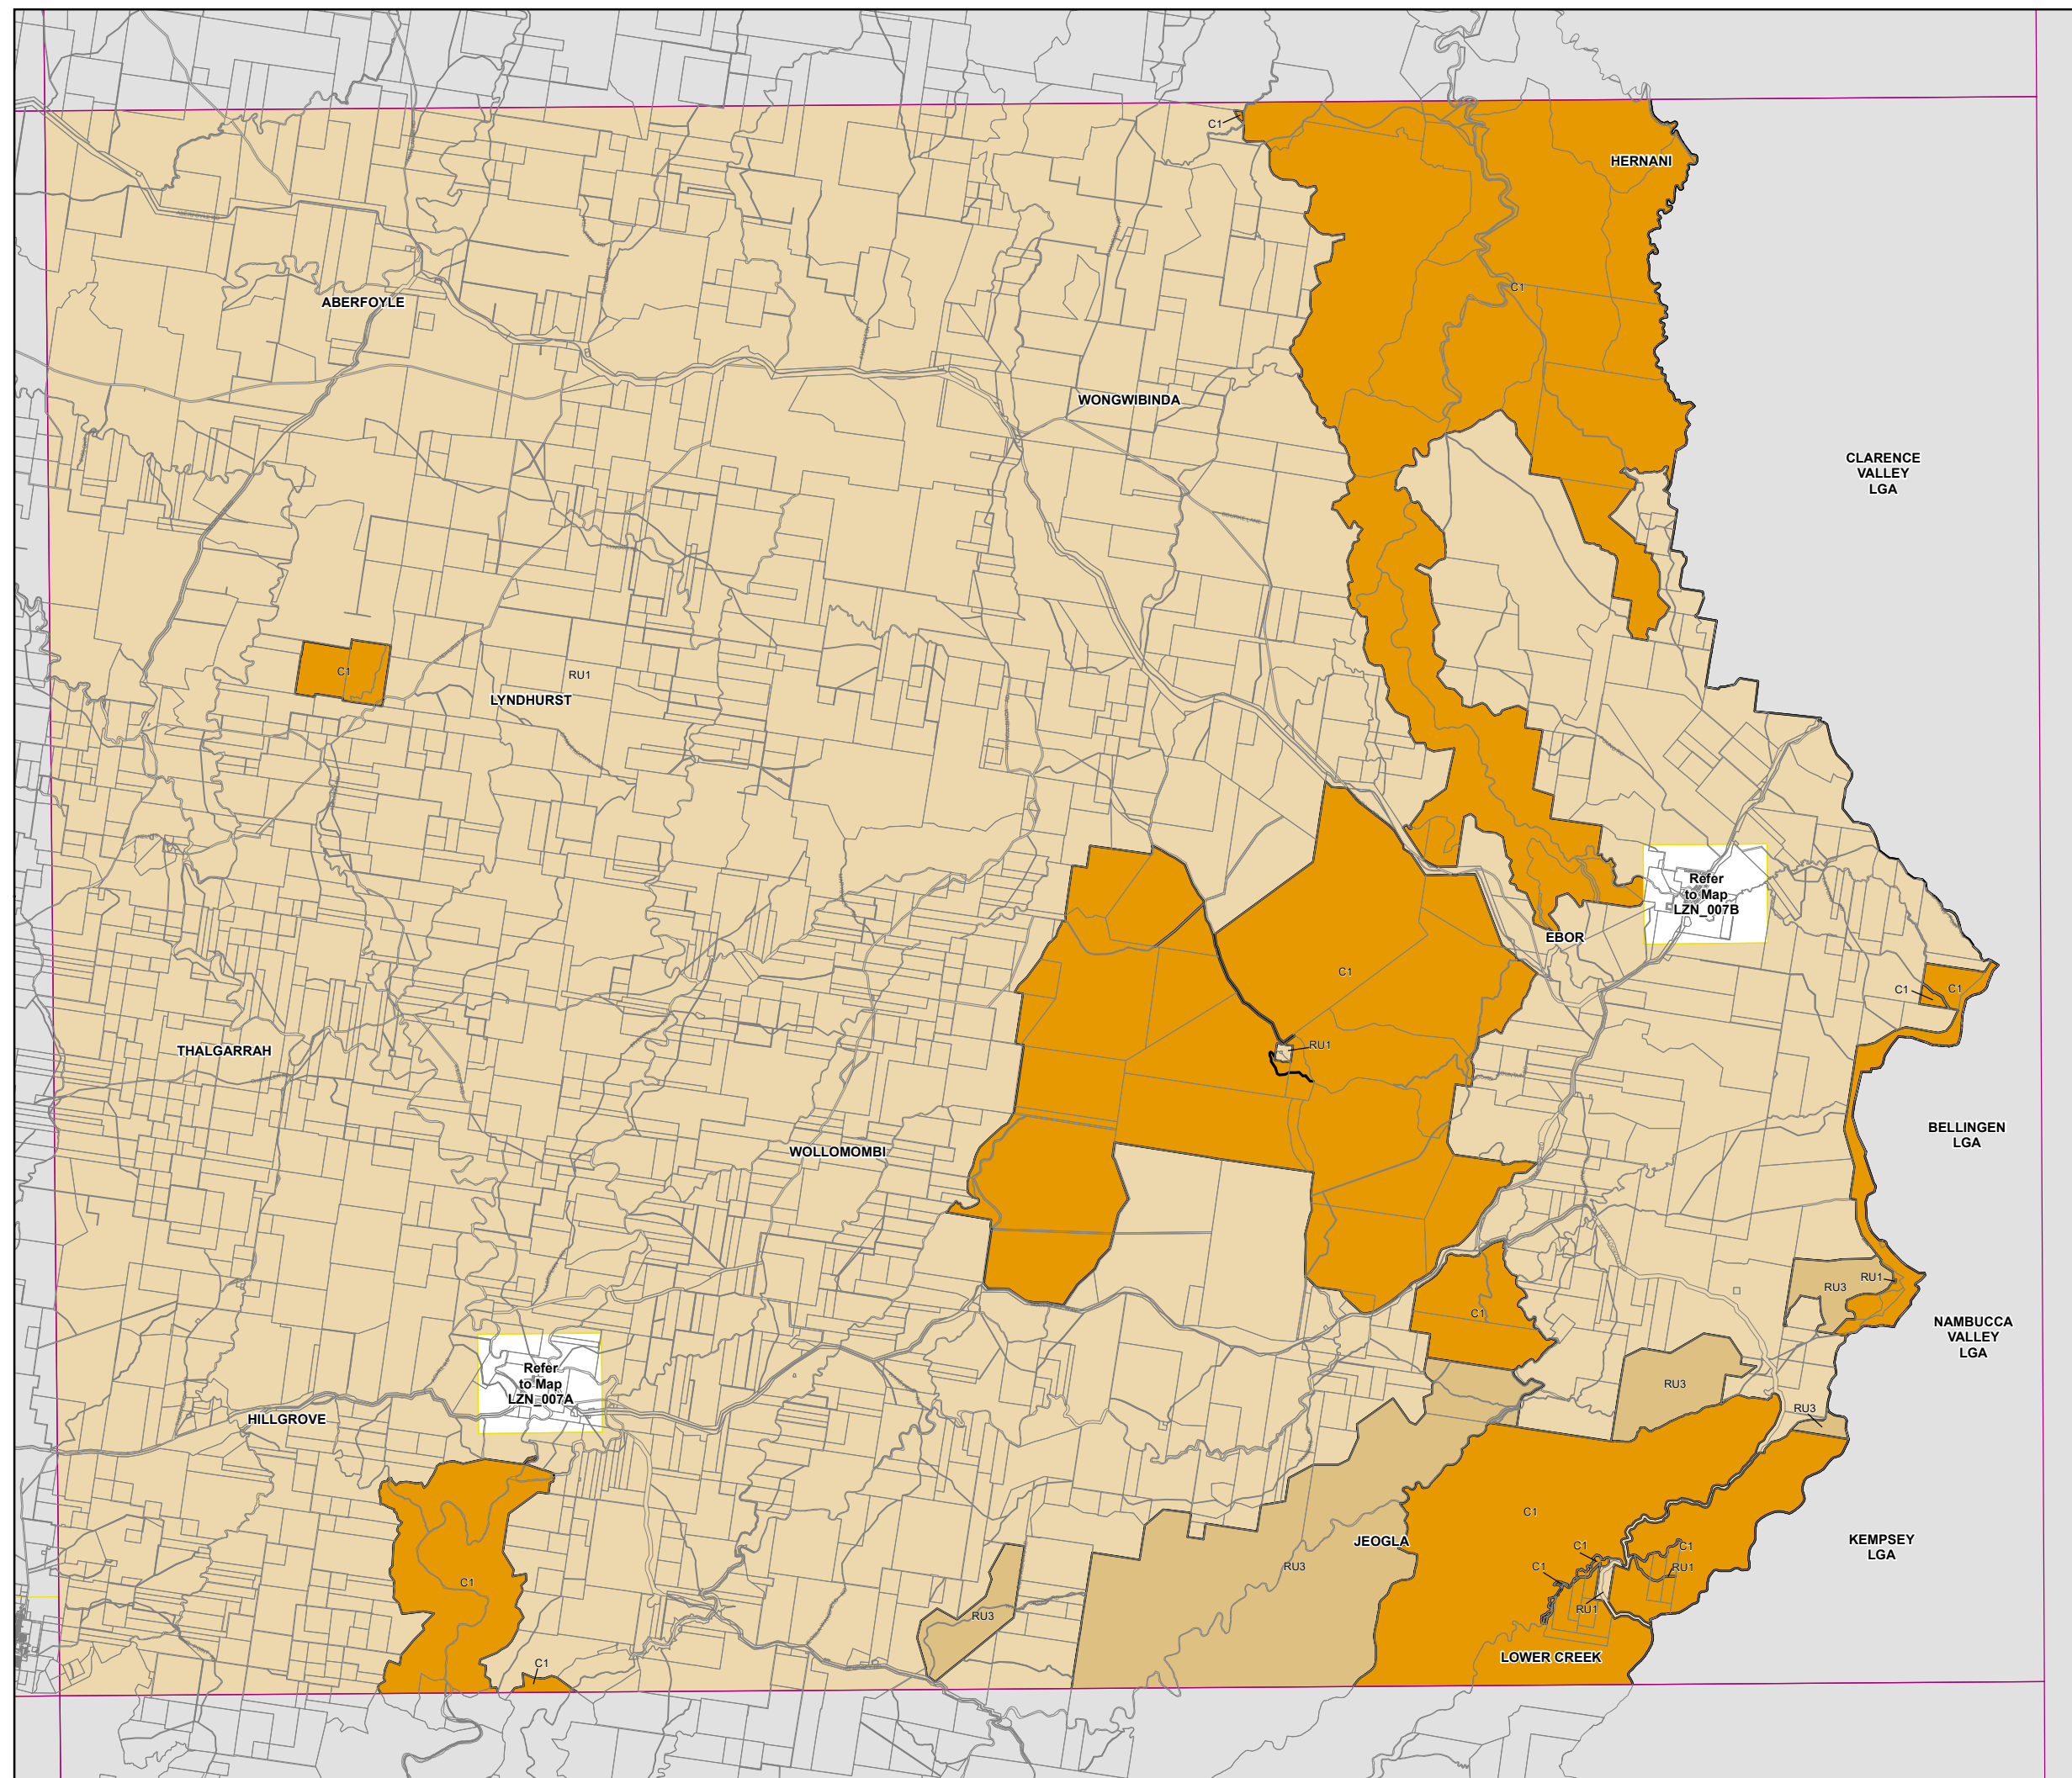 C1
HERNANI
C1
ABERFOYLE
WONGWIBINDA
CLARENCE
VALLEY
LGA
C1
RU1
LYNDHURST
Refer
to Map
LZN_007B
EBOR
C1
C1
C1
RU1
THALGARRAH
BELLINGEN
LGA
WOLLOMOMBI
RU3
RU1
C1
NAMBUCCA
VALLEY
LGA
Refer
to Map
LZN_007A
RU3
RU3
HILLGROVE
C1
JEOGLA
KEMPSEY
LGA
C1
C1
C1
RU3
RU1
C1
RU1
RU3
LOWER CREEK
C1